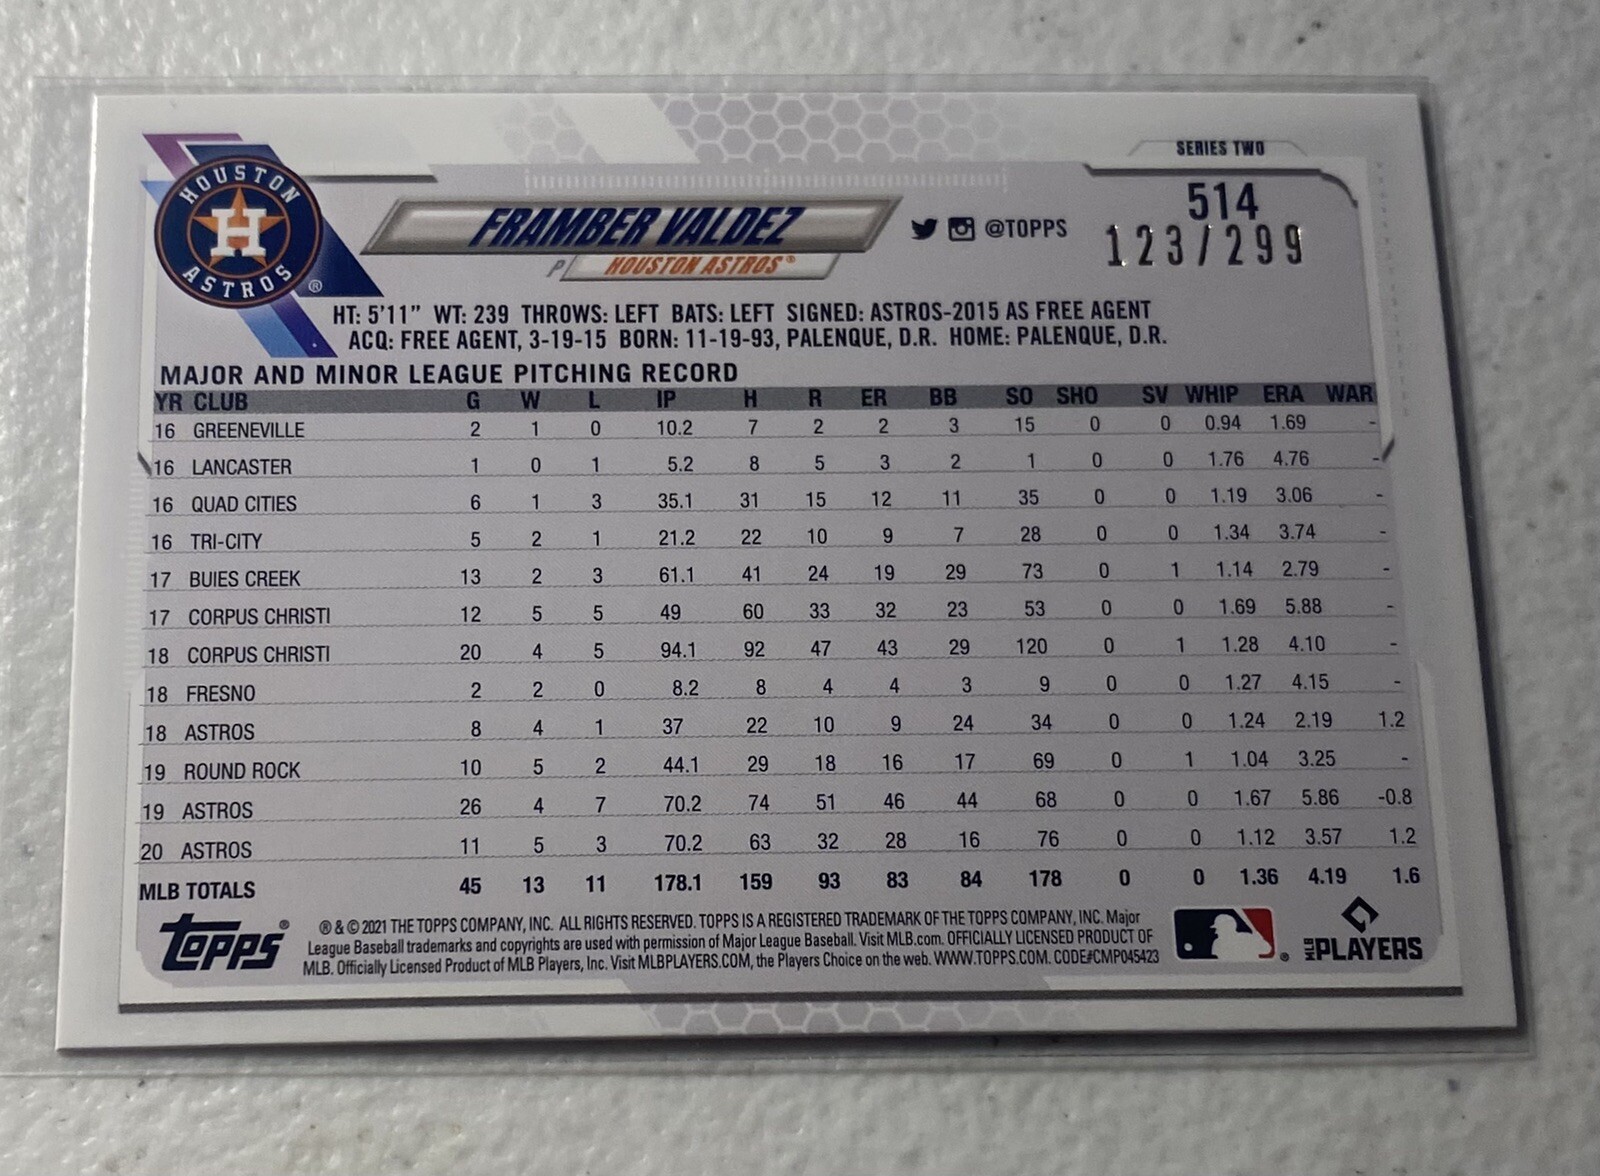 SERIES TWO
HOUSTON ASTROS ®
H
FRAMBER VALDEZ
@TOPPS
514
123/299
P HOUSTON ASTROS®
HT: 5'11" WT: 239 THROWS: LEFT BATS: LEFT SIGNED: ASTROS-2015 AS FREE AGENT
ACQ: FREE AGENT, 3-19-15 BORN: 11-19-93, PALENQUE, D.R. HOME: PALENQUE, D.R.
MAJOR AND MINOR LEAGUE PITCHING RECORD
YR CLUB G W L IP H R ER BB SO SHO SV WHIP ERA WAR
16 GREENEVILLE 2 1 0 10.2 7 2 2 3 15 0 0 0.94 1.69 -
16 LANCASTER 1 0 1 5.2 8 5 3 2 1 0 0 1.76 4.76 -
16 QUAD CITIES 6 1 3 35.1 31 15 12 11 35 0 0 1.19 3.06 -
16 TRI-CITY 5 2 1 21.2 22 10 9 7 28 0 0 1.34 3.74 -
17 BUIES CREEK 13 2 3 61.1 41 24 19 29 73 0 1 1.14 2.79 -
17 CORPUS CHRISTI 12 5 5 49 60 33 32 23 53 0 0 1.69 5.88 -
18 CORPUS CHRISTI 20 4 5 94.1 92 47 43 29 120 0 1 1.28 4.10 -
18 FRESNO 2 2 0 8.2 8 4 4 3 9 0 0 1.27 4.15 -
18 ASTROS 8 4 1 37 22 10 9 24 34 0 0 1.24 2.19 1.2
19 ROUND ROCK 10 5 2 44.1 29 18 16 17 69 0 1 1.04 3.25 -
19 ASTROS 26 4 7 70.2 74 51 46 44 68 0 0 1.67 5.86 -0.8
20 ASTROS 11 5 3 70.2 63 32 28 16 76 0 0 1.12 3.57 1.2
MLB TOTALS 45 13 11 178.1 159 93 83 84 178 0 0 1.36 4.19 1.6
Topps®
® & © 2021 THE TOPPS COMPANY, INC. ALL RIGHTS RESERVED. TOPPS IS A REGISTERED TRADEMARK OF THE TOPPS COMPANY, INC. Major
League Baseball trademarks and copyrights are used with permission of Major League Baseball. Visit MLB.com. OFFICIALLY LICENSED PRODUCT OF
MLB. Officially Licensed Product of MLB Players, Inc. Visit MLBPLAYERS.COM, the Players Choice on the web. WWW.TOPPS.COM. CODE#CMP045423
®
MLB PLAYERS